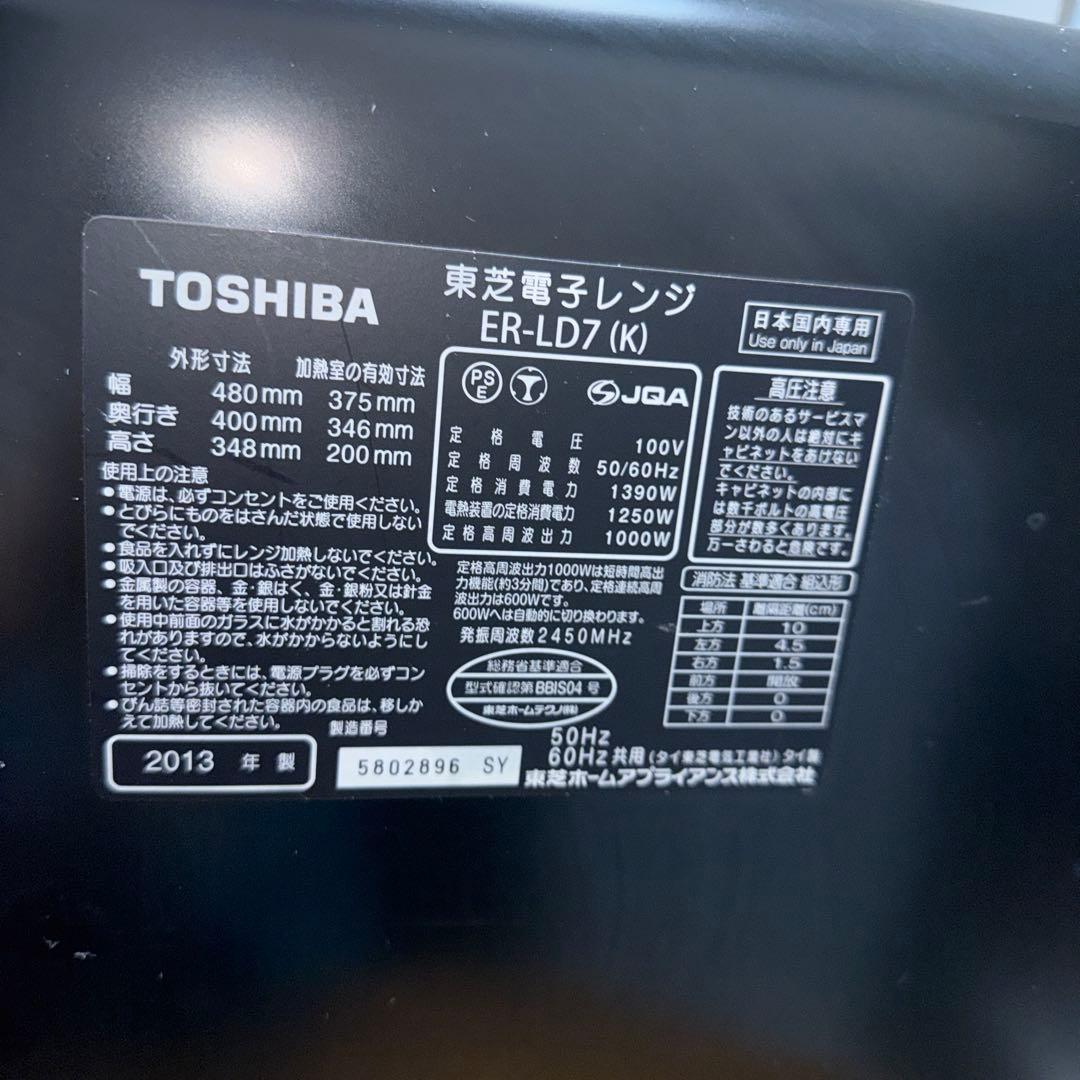 TOSHIBA
東芝電子レンジ
ER-LD7 (K)
日本国内専用
Use only in Japan
外形寸法 加熱室の有効寸法
幅 480mm 375mm
奥行き 400mm 346mm
高さ 348mm 200mm
使用上の注意
●電源は、必ずコンセントをご使用ください。
●とびらにものをはさんだ状態で使用しない
でください。
●食品を入れずにレンジ加熱しないでください。
●吸入口及び排出口はふさがないでください。
●金属製の容器、金・銀はく、金・銀粉又は針金
を用いた容器等を使用しないでください。
●使用中前面のガラスに水がかかると割れる恐
れがありますので、水がかからないようにし
てください。
●掃除をするときには、電源プラグを必ずコン
セントから抜いてください。
●びん詰等密封された容器内の食品は、移しか
えて加熱してください。
PSE JQA
定格電圧 100V
定格周波数 50/60Hz
定格消費電力 1390W
電熱装置の定格消費電力 1250W
定格高周波出力 1000W
定格高周波出力1000Wは短時間高出
力機能(約3分間)であり、定格連続高周
波出力は600Wです。
600Wへは自動的に切り換わります。
発振周波数2450MHz
総務省基準適合
型式確認第BBIS04号
東芝ホームテクノ(株)
高圧注意
技術のあるサービスマ
ン以外の人は絶対にキ
ャビネットをあけない
でください。
キャビネットの内部に
は数千ボルトの高電圧
部分が数多くあります。
万一さわると危険です。
消防法 基準適合 組込形
場所 離隔距離(cm)
上方 10
左方 4.5
右方 1.5
前方 開放
後方 0
下方 0
2013 年 製
製造番号
5802896 SY
50Hz
60Hz 共用 (タイ東芝電気工業社) タイ製
東芝ホームアプライアンス株式会社